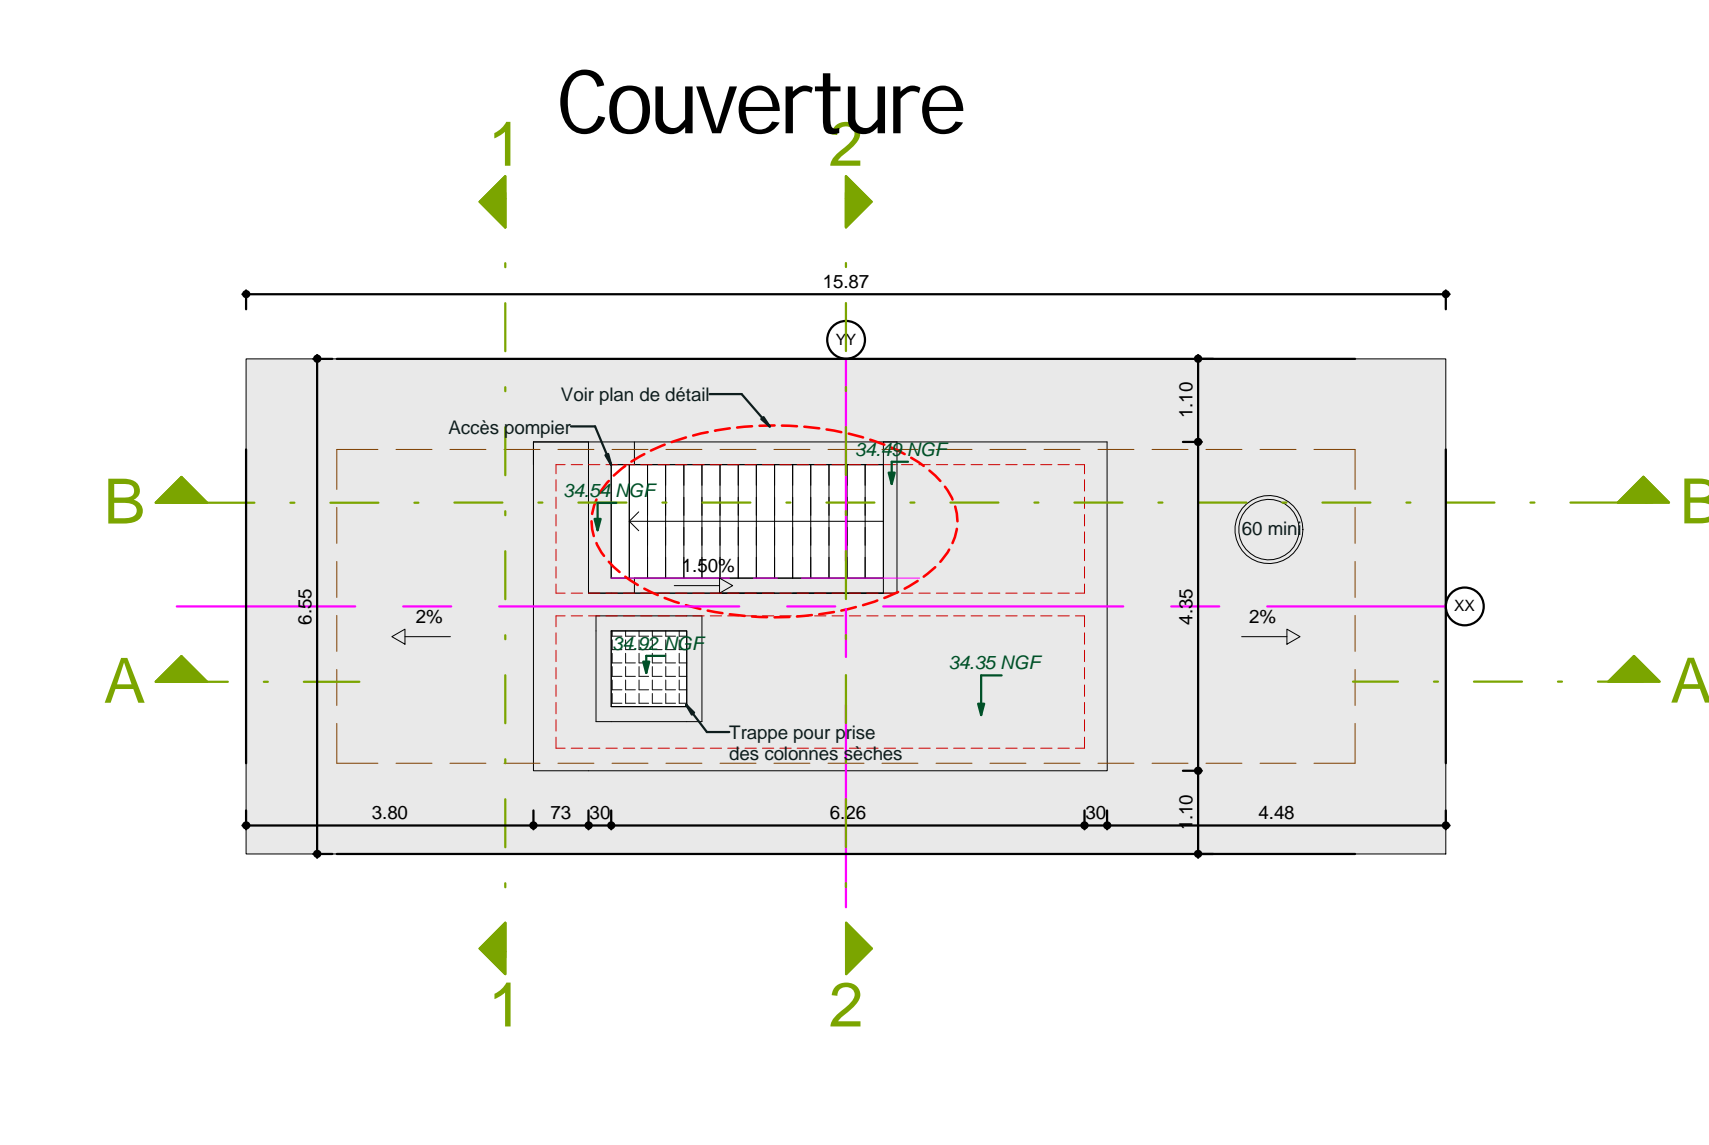 Couverture
1
2
15.87
YY
Voir plan de détail
1.10
Accès pompier
34.49 NGF
34.54 NGF
B
B
60 mini
1.50%
6.55
4.35
XX
2%
2%
34.92 NGF
34.35 NGF
A
A
Trappe pour prise
des colonnes sèches
3.80
73
30
6.26
30
1.10
4.48
1
2